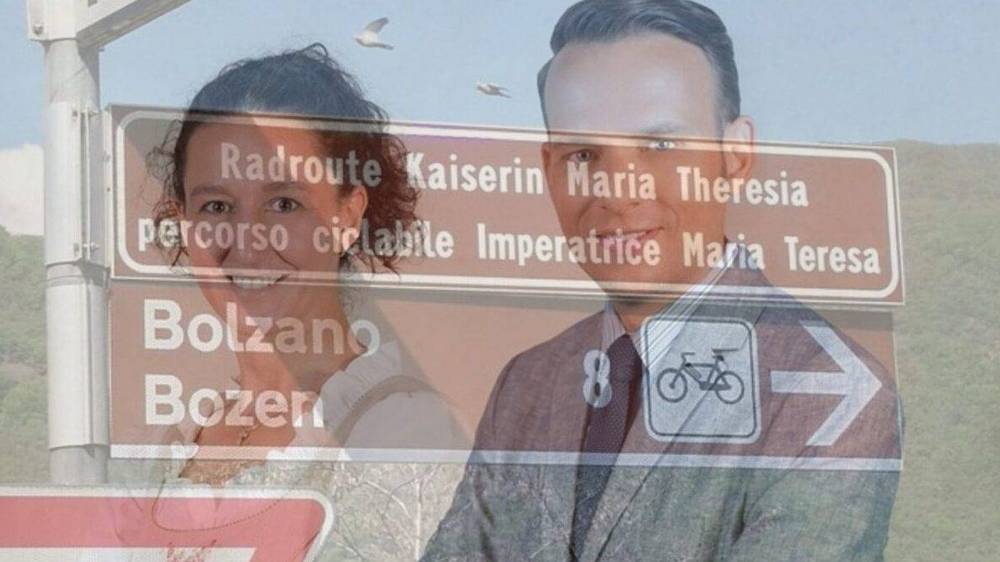 Radroute Kaiserin Maria Theresia
percorso ciclabile Imperatrice Maria Teresa
Bolzano
Bozen
8